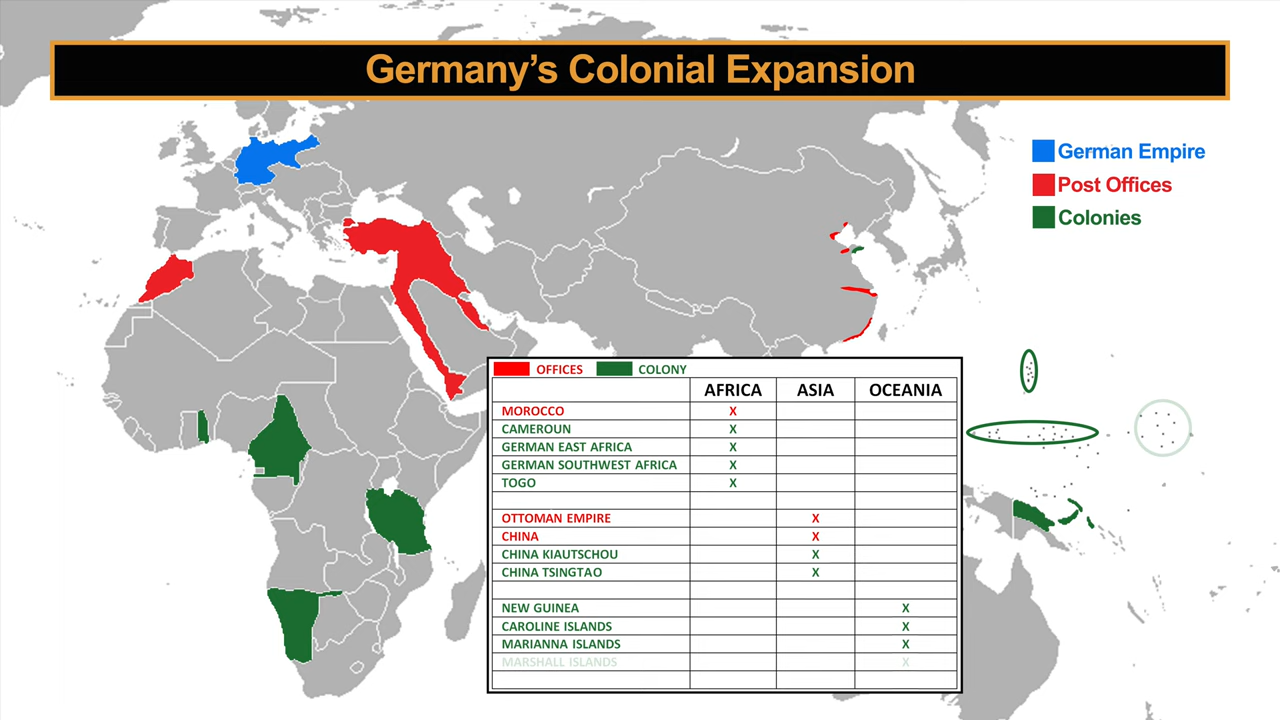 Germany's Colonial Expansion
German Empire
Post Offices
Colonies
OFFICES COLONY
AFRICA ASIA OCEANIA
MOROCCO X
CAMEROUN X
GERMAN EAST AFRICA X
GERMAN SOUTHWEST AFRICA X
TOGO X
OTTOMAN EMPIRE X
CHINA X
CHINA KIAUTSCHOU X
CHINA TSINGTAO X
NEW GUINEA X
CAROLINE ISLANDS X
MARIANNA ISLANDS X
MARSHALL ISLANDS X